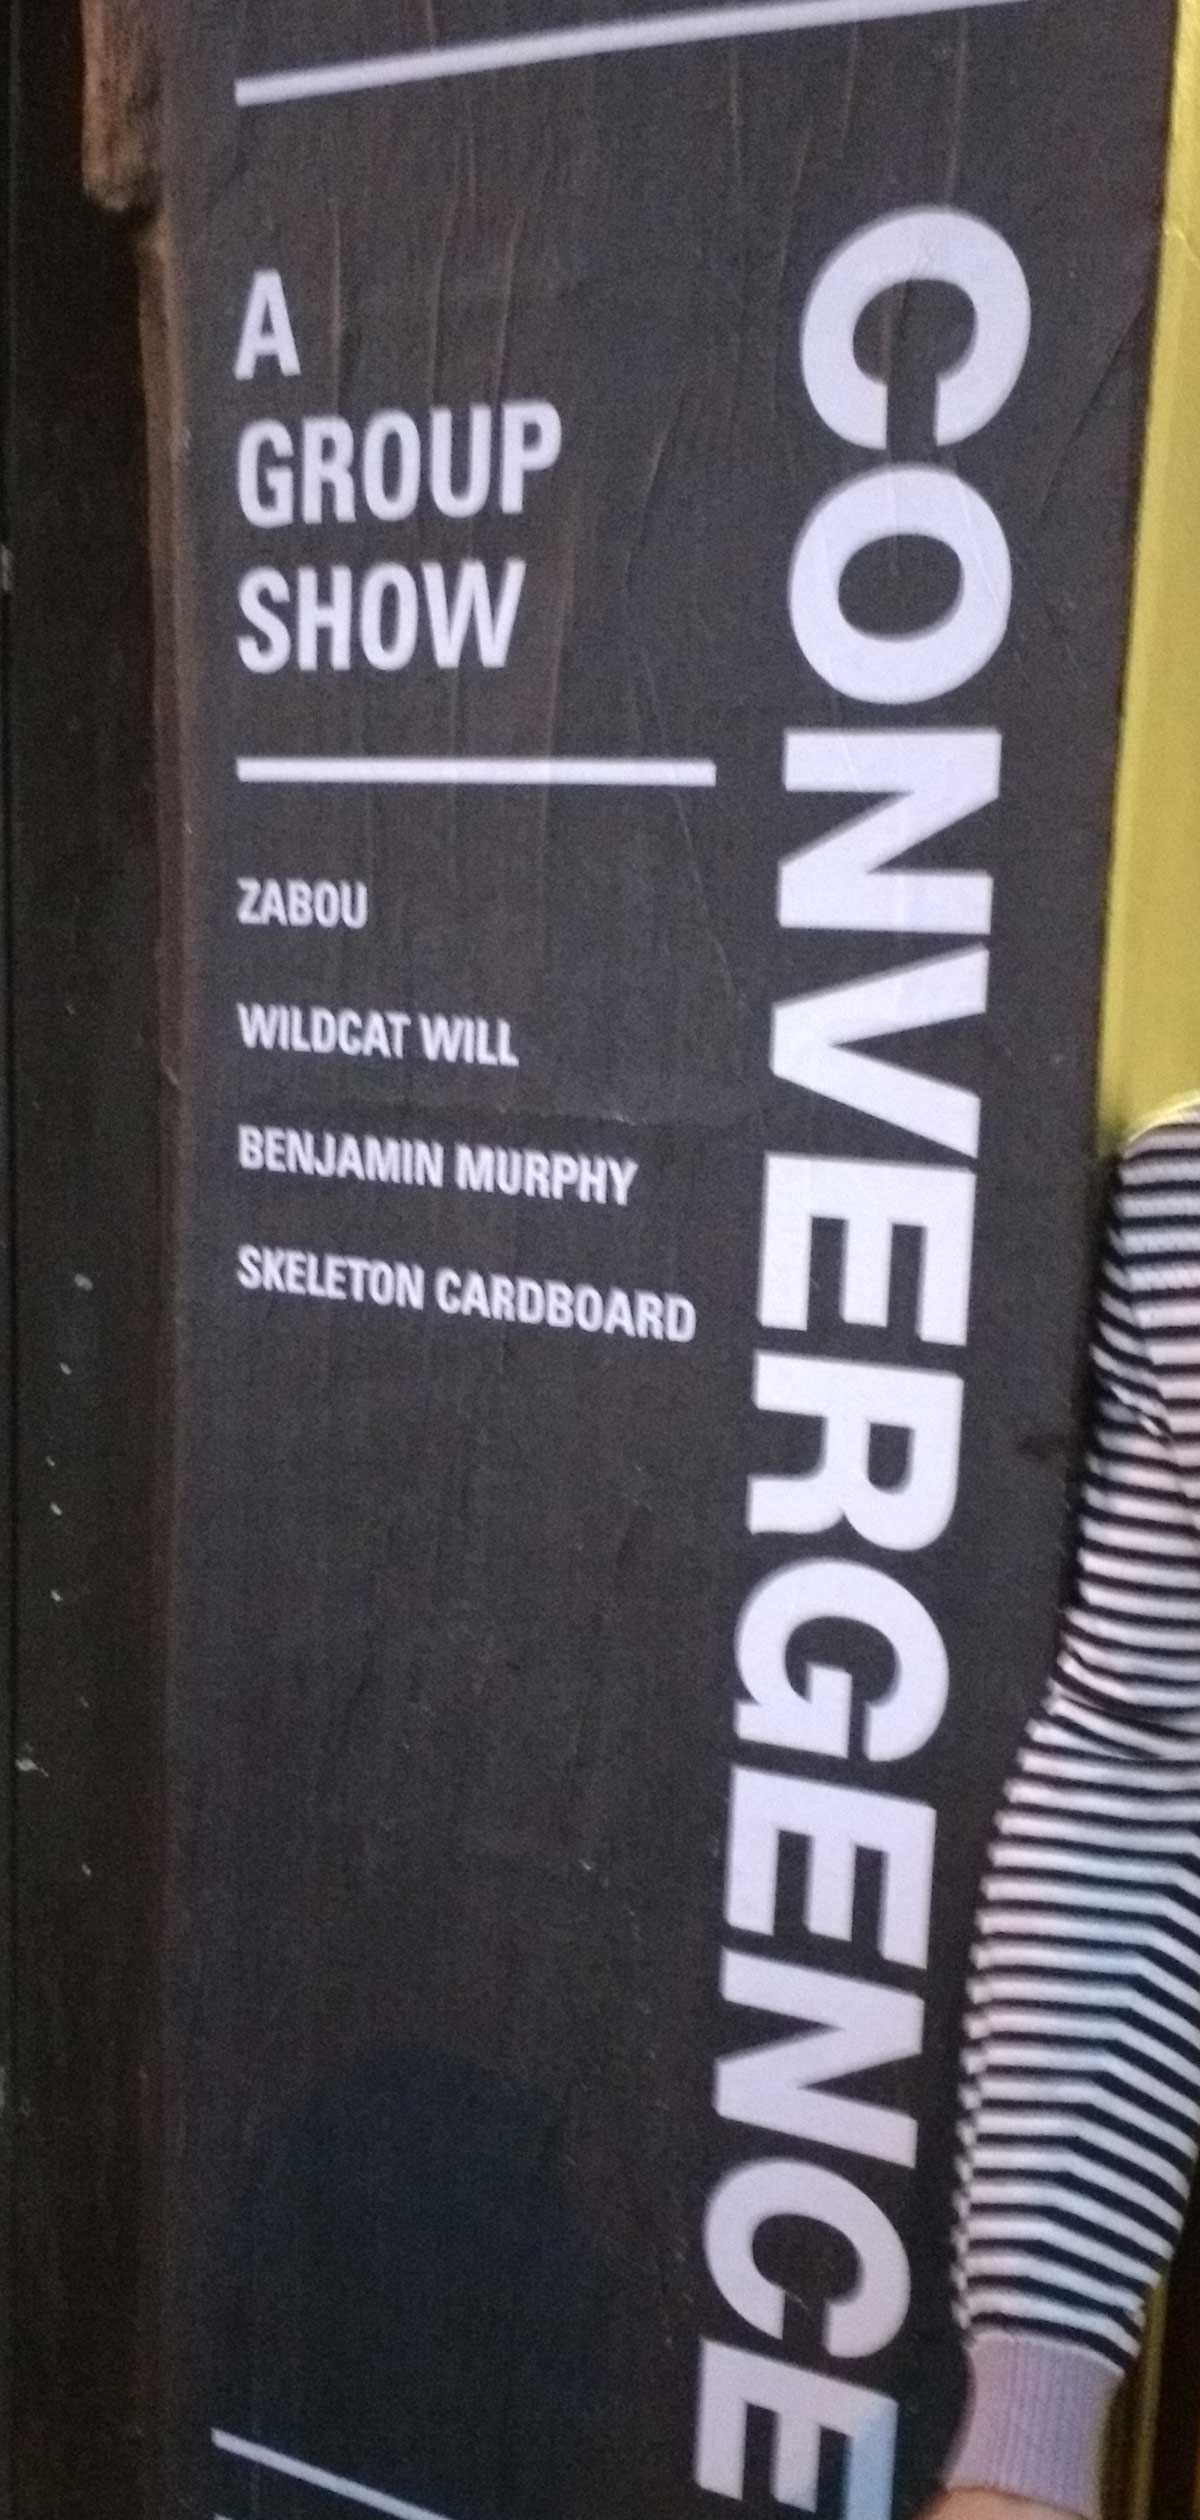 A
GROUP
SHOW
ZABOU
WILDCAT WILL
BENJAMIN MURPHY
SKELETON CARDBOARD
CONVERGENCE